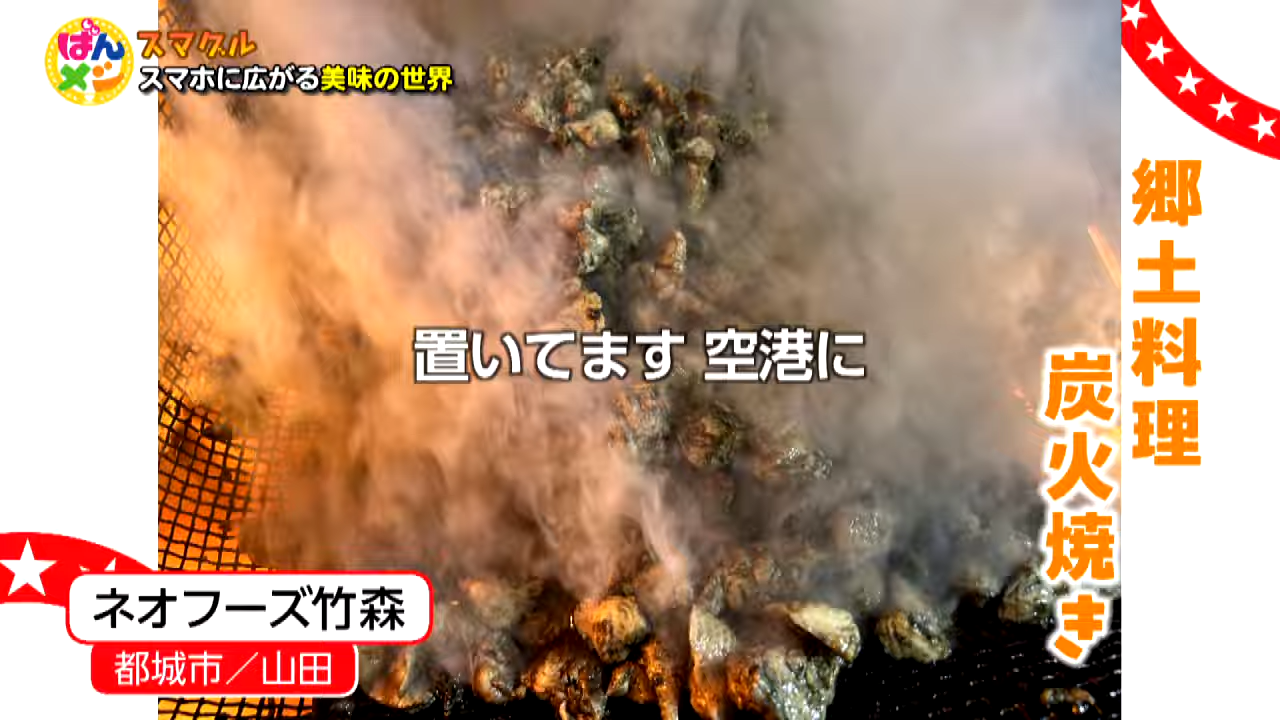 ばん
メシ
スマグル
スマホに広がる美味の世界
郷土料理
炭火焼き
置いてます 空港に
ネオフーズ竹森
都城市／山田